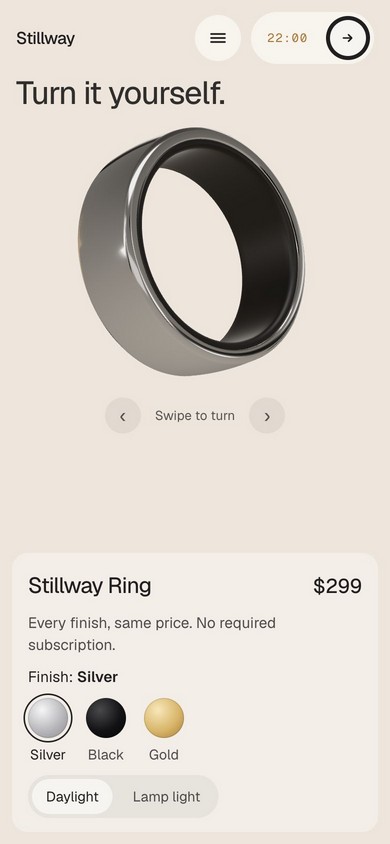 Stillway
22:00
Turn it yourself.
Swipe to turn
Stillway Ring
$299
Every finish, same price. No required
subscription.
Finish: Silver
Silver
Black
Gold
Daylight
Lamp light